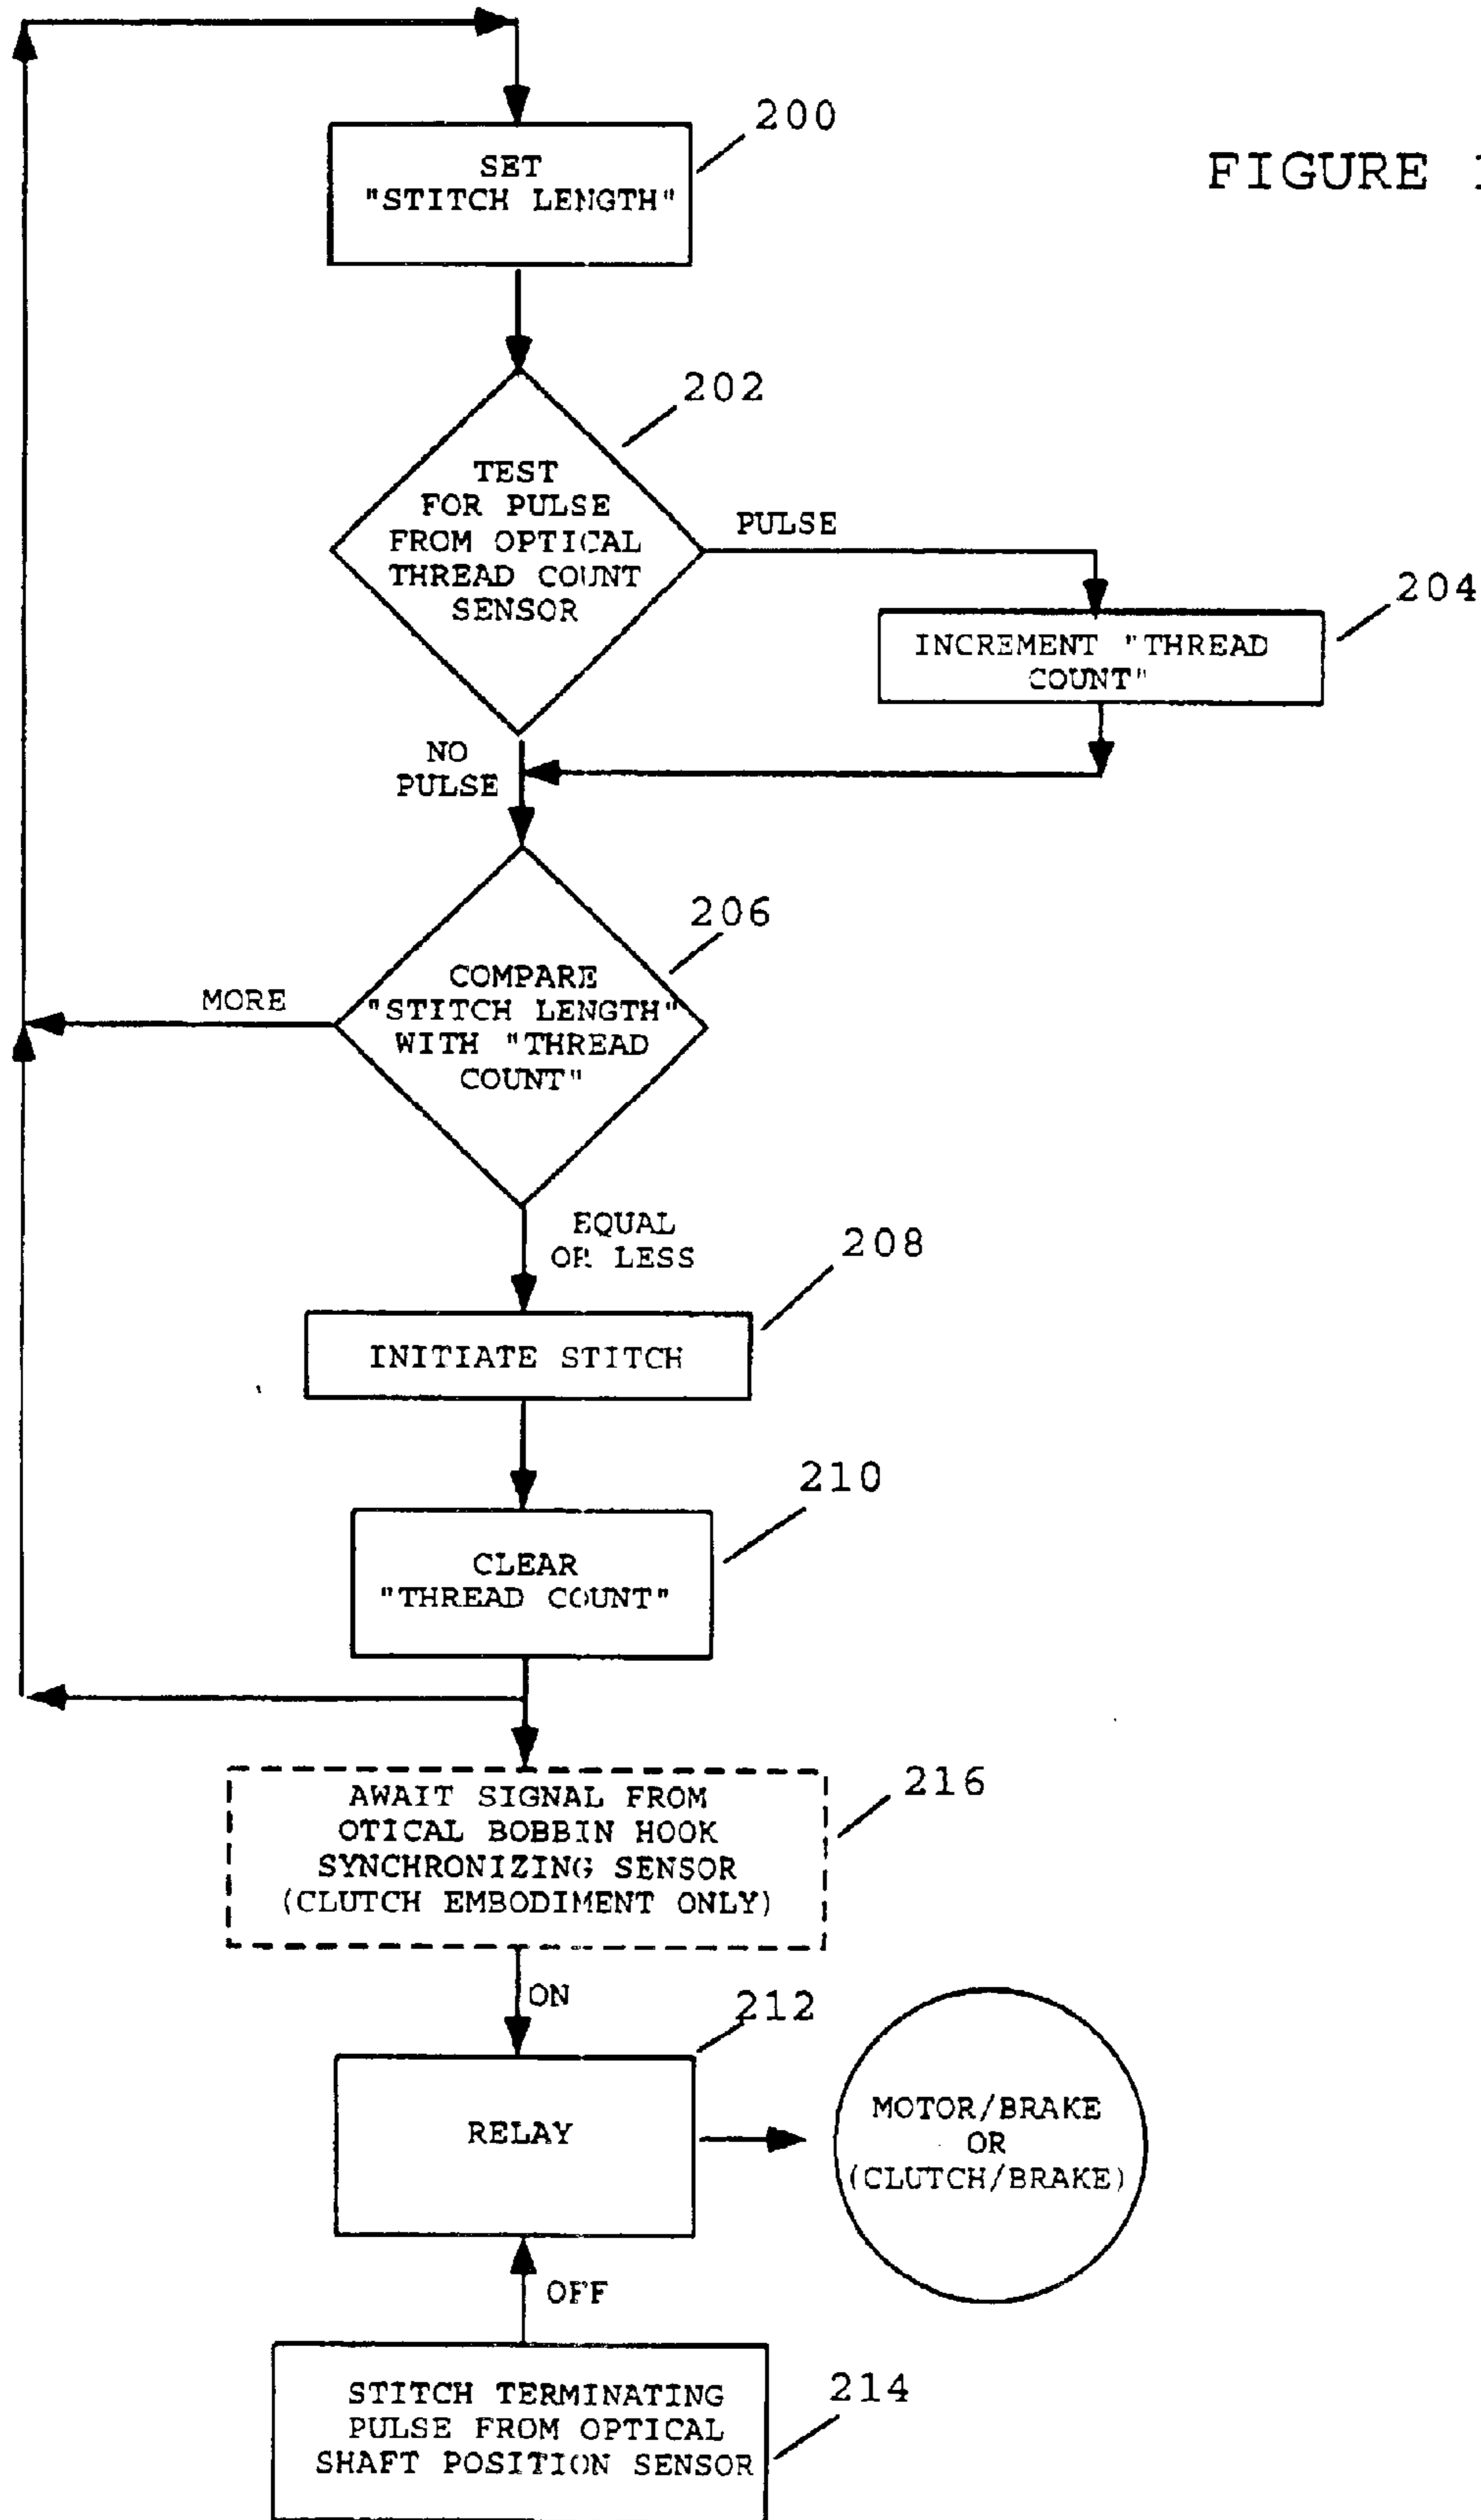 200
SET
"STITCH LENGTH"
FIGURE
202
TEST
FOR PULSE
FROM OPTICAL
THREAD COUNT
SENSOR
PULSE
204
INCREMENT "THREAD
COUNT"
NO
PULSE
206
COMPARE
"STITCH LENGTH"
WITH "THREAD
COUNT"
MORE
EQUAL
OR LESS
208
INITIATE STITCH
210
CLEAR
"THREAD COUNT"
216
AWAIT SIGNAL FROM
OTICAL BOBBIN HOOK
SYNCHRONIZING SENSOR
(CLUTCH EMBODIMENT ONLY)
ON
212
RELAY
MOTOR/BRAKE
OR
(CLUTCH/BRAKE)
OFF
214
STITCH TERMINATING
PULSE FROM OPTICAL
SHAFT POSITION SENSOR